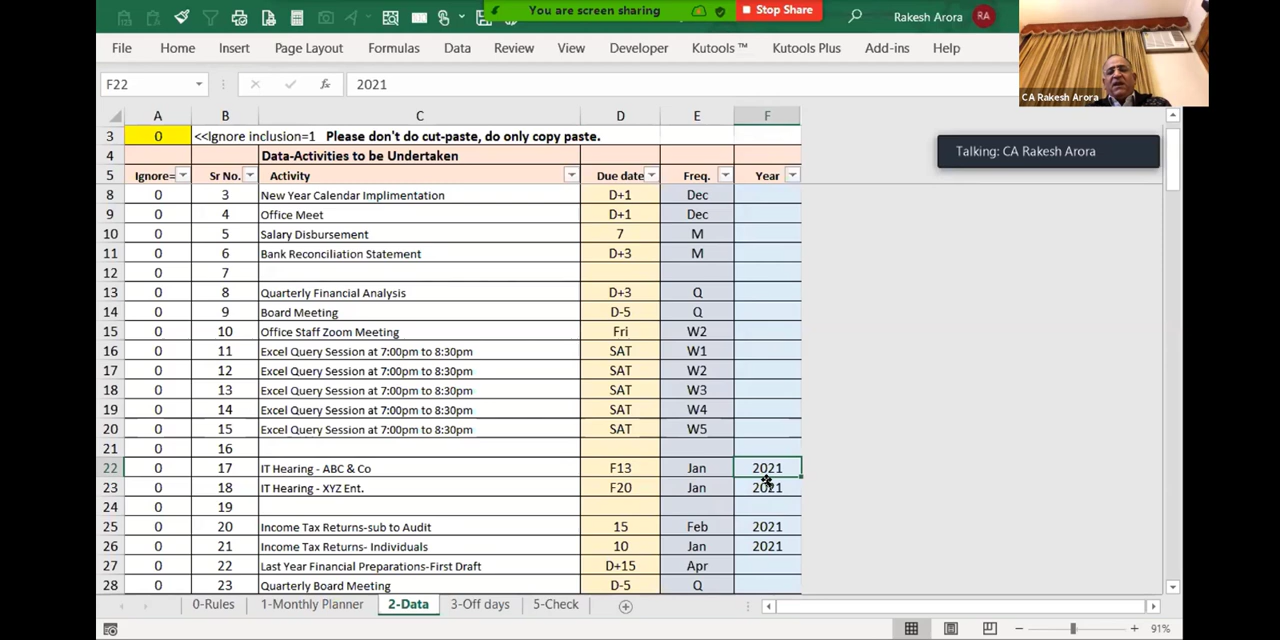 You are screen sharing
Stop Share
Rakesh Arora RA
File Home Insert Page Layout Formulas Data Review View Developer Kutools ™ Kutools Plus Add-ins Help
CA Rakesh Arora
F22 fx 2021
Talking: CA Rakesh Arora
A B C D E F
3 0 <<Ignore inclusion=1 Please don't do cut-paste, do only copy paste.
4 Data-Activities to be Undertaken
5 Ignore= Sr No. Activity Due date Freq. Year
8 0 3 New Year Calendar Implimentation D+1 Dec
9 0 4 Office Meet D+1 Dec
10 0 5 Salary Disbursement 7 M
11 0 6 Bank Reconciliation Statement D+3 M
12 0 7
13 0 8 Quarterly Financial Analysis D+3 Q
14 0 9 Board Meeting D-5 Q
15 0 10 Office Staff Zoom Meeting Fri W2
16 0 11 Excel Query Session at 7:00pm to 8:30pm SAT W1
17 0 12 Excel Query Session at 7:00pm to 8:30pm SAT W2
18 0 13 Excel Query Session at 7:00pm to 8:30pm SAT W3
19 0 14 Excel Query Session at 7:00pm to 8:30pm SAT W4
20 0 15 Excel Query Session at 7:00pm to 8:30pm SAT W5
21 0 16
22 0 17 IT Hearing - ABC & Co F13 Jan 2021
23 0 18 IT Hearing - XYZ Ent. F20 Jan 2021
24 0 19
25 0 20 Income Tax Returns-sub to Audit 15 Feb 2021
26 0 21 Income Tax Returns- Individuals 10 Jan 2021
27 0 22 Last Year Financial Preparations-First Draft D+15 Apr
28 0 23 Quarterly Board Meeting D-5 Q
0-Rules 1-Monthly Planner 2-Data 3-Off days 5-Check
91%